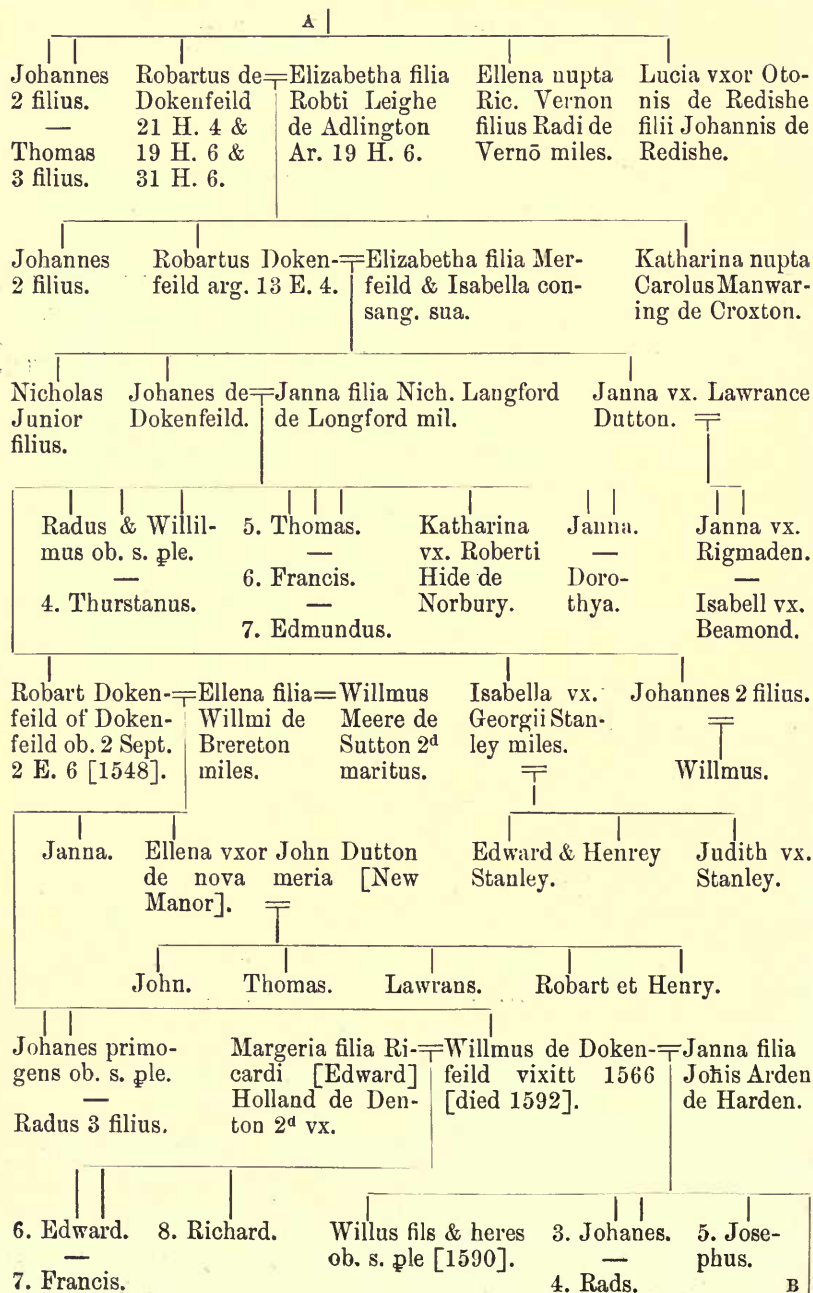 A
Johannes
2 filius.
—
Thomas
3 filius.
Robartus de
Dokenfeild
21 H. 4 &
19 H. 6 &
31 H. 6.
Elizabetha filia
Robti Leighe
de Adlington
Ar. 19 H. 6.
Ellena nupta
Ric. Vernon
filius Radi de
Vernō miles.
Lucia vxor Oto-
nis de Redishe
filii Johannis de
Redishe.
Johannes
2 filius.
Robartus Doken-
feild arg. 13 E. 4.
Elizabetha filia Mer-
feild & Isabella con-
sang. sua.
Katharina nupta
Carolus Manwar-
ing de Croxton.
Nicholas
Junior
filius.
Johanes de
Dokenfeild.
Janna filia Nich. Langford
de Longford mil.
Janna vx. Lawrance
Dutton.
Radus & Willil-
mus ob. s. ꝑle.
—
4. Thurstanus.
5. Thomas.
—
6. Francis.
—
7. Edmundus.
Katharina
vx. Roberti
Hide de
Norbury.
Janna.
—
Doro-
thya.
Janna vx.
Rigmaden.
—
Isabell vx.
Beamond.
Robart Doken-
feild of Doken-
feild ob. 2 Sept.
2 E. 6 [1548].
Ellena filia
Willmi de
Brereton
miles.
Willmus
Meere de
Sutton 2ᵈ
maritus.
Isabella vx.
Georgii Stan-
ley miles.
Johannes 2 filius.
Willmus.
Janna.
Ellena vxor John Dutton
de nova meria [New
Manor].
Edward & Henrey
Stanley.
Judith vx.
Stanley.
John.
Thomas.
Lawrans.
Robart et Henry.
Johanes primo-
gens ob. s. ꝑle.
—
Radus 3 filius.
Margeria filia Ri-
cardi [Edward]
Holland de Den-
ton 2ᵈ vx.
Willmus de Doken-
feild vixitt 1566
[died 1592].
Janna filia
Joħis Arden
de Harden.
6. Edward.
—
7. Francis.
8. Richard.
Willus fils & heres
ob. s. ꝑle [1590].
3. Johanes.
—
4. Rads.
5. Jose-
phus.
B